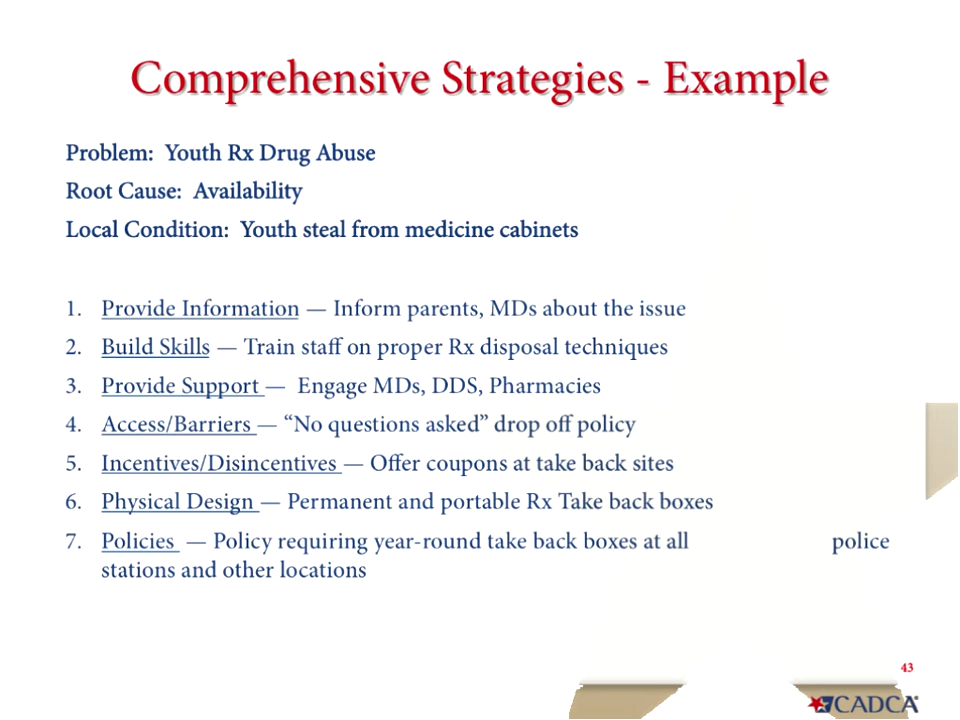 Comprehensive Strategies - Example
Problem: Youth Rx Drug Abuse
Root Cause: Availability
Local Condition: Youth steal from medicine cabinets
1. Provide Information — Inform parents, MDs about the issue
2. Build Skills — Train staff on proper Rx disposal techniques
3. Provide Support — Engage MDs, DDS, Pharmacies
4. Access/Barriers — “No questions asked” drop off policy
5. Incentives/Disincentives — Offer coupons at take back sites
6. Physical Design — Permanent and portable Rx Take back boxes
7. Policies — Policy requiring year-round take back boxes at all police
stations and other locations
43
CADCA